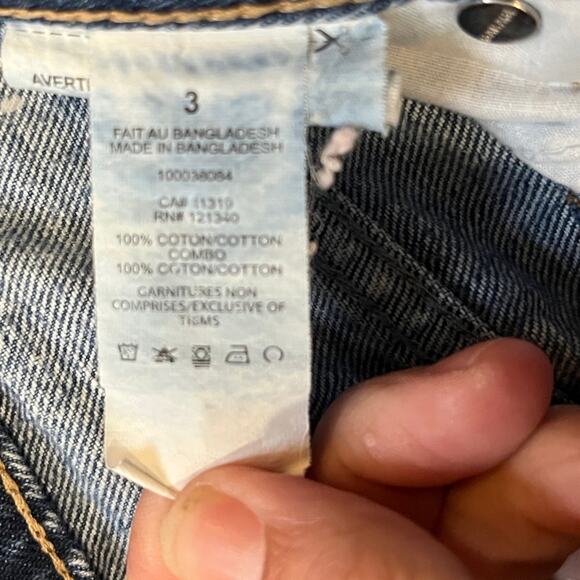 AVERTI
3
FAIT AU BANGLADESH
MADE IN BANGLADESH
100038084
CA# 11319
RN# 121340
100% COTON/COTTON
COMBO
100% COTON/COTTON
GARNITURES NON
COMPRISES/EXCLUSIVE OF
TRIMS